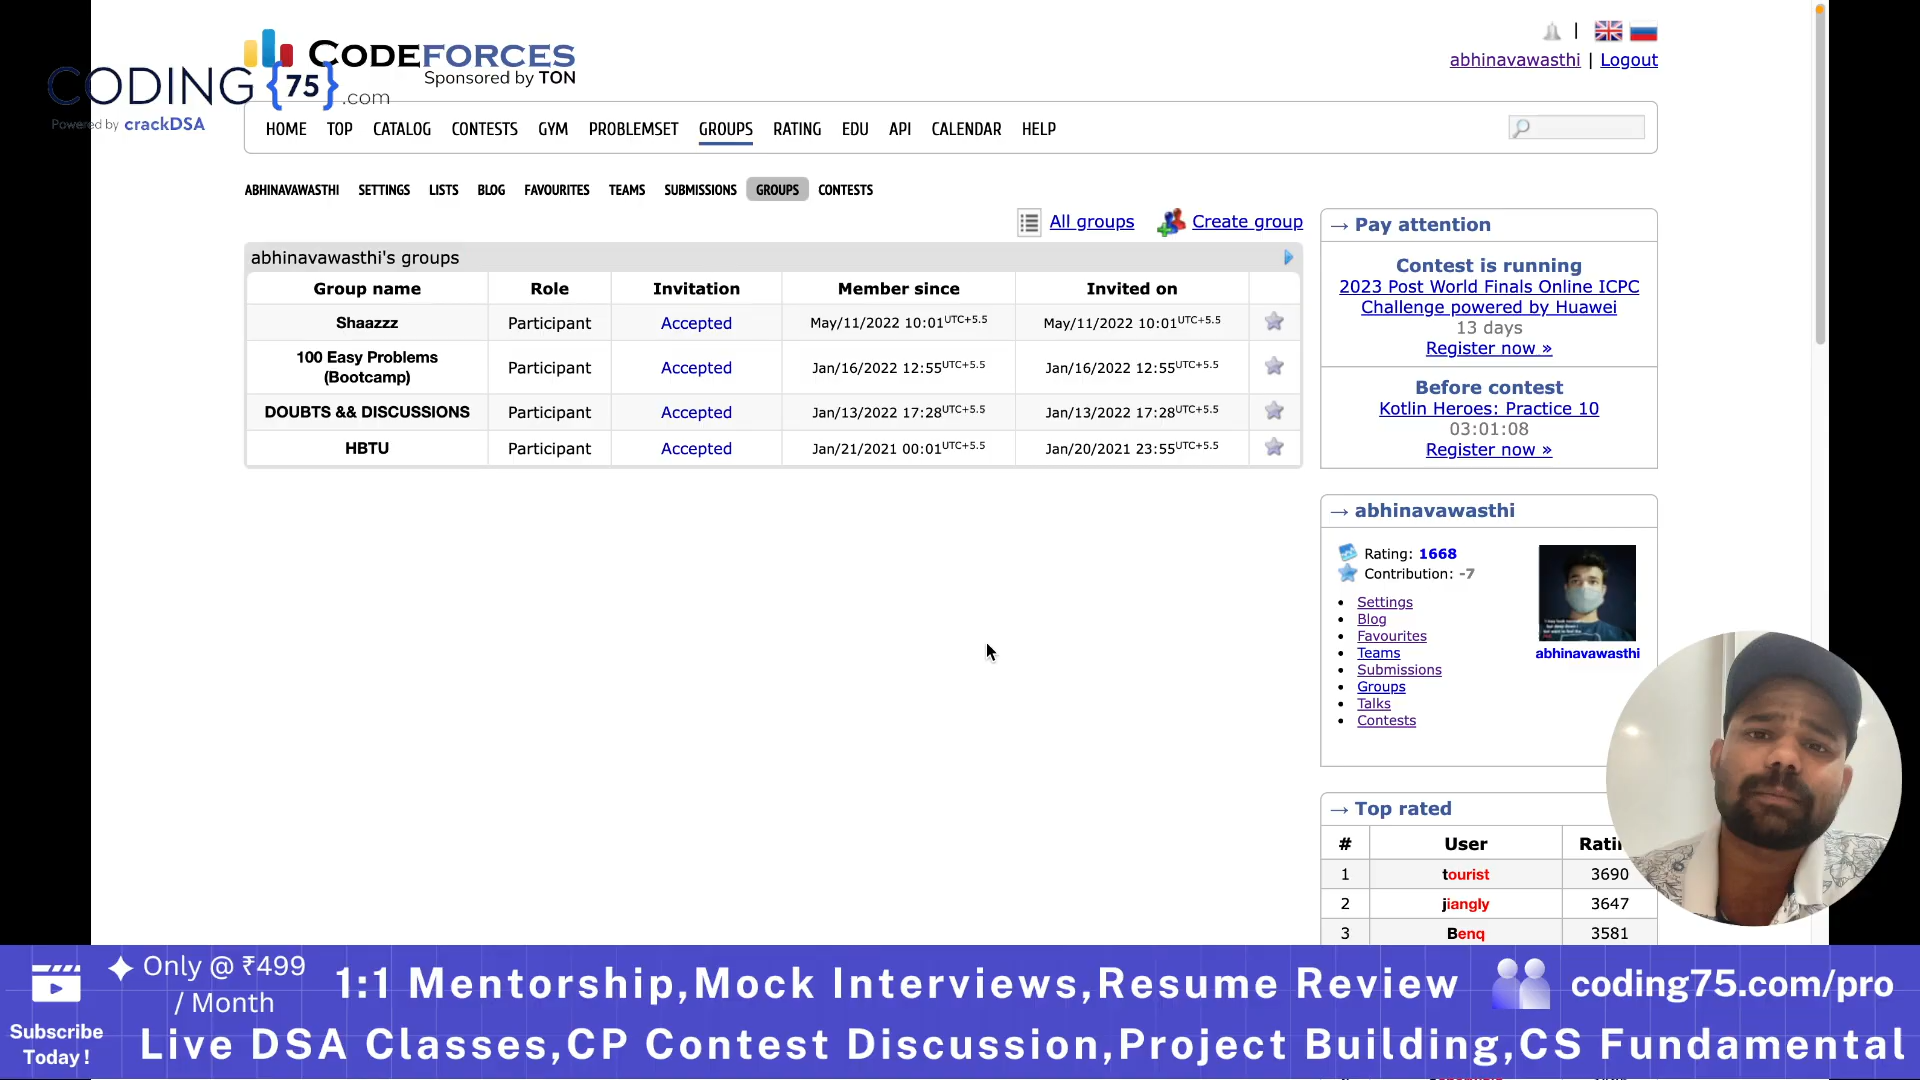 CODEFORCES
Sponsored by TON
CODING {75} .com
Powered by crackDSA
abhinavawasthi | Logout
HOME TOP CATALOG CONTESTS GYM PROBLEMSET GROUPS RATING EDU API CALENDAR HELP
ABHINAVAWASTHI SETTINGS LISTS BLOG FAVOURITES TEAMS SUBMISSIONS GROUPS CONTESTS
All groups Create group
abhinavawasthi's groups
Group name Role Invitation Member since Invited on
Shaazzz Participant Accepted May/11/2022 10:01UTC+5.5 May/11/2022 10:01UTC+5.5
100 Easy Problems
(Bootcamp) Participant Accepted Jan/16/2022 12:55UTC+5.5 Jan/16/2022 12:55UTC+5.5
DOUBTS && DISCUSSIONS Participant Accepted Jan/13/2022 17:28UTC+5.5 Jan/13/2022 17:28UTC+5.5
HBTU Participant Accepted Jan/21/2021 00:01UTC+5.5 Jan/20/2021 23:55UTC+5.5
→ Pay attention
Contest is running
2023 Post World Finals Online ICPC
Challenge powered by Huawei
13 days
Register now »
Before contest
Kotlin Heroes: Practice 10
03:01:08
Register now »
→ abhinavawasthi
Rating: 1668
Contribution: -7
Settings
Blog
Favourites
Teams
Submissions
Groups
Talks
Contests
abhinavawasthi
→ Top rated
# User Ratin
1 tourist 3690
2 jiangly 3647
3 Benq 3581
Subscribe
Today !
Only @ ₹499
/ Month
1:1 Mentorship,Mock Interviews,Resume Review
coding75.com/pro
Live DSA Classes,CP Contest Discussion,Project Building,CS Fundamental